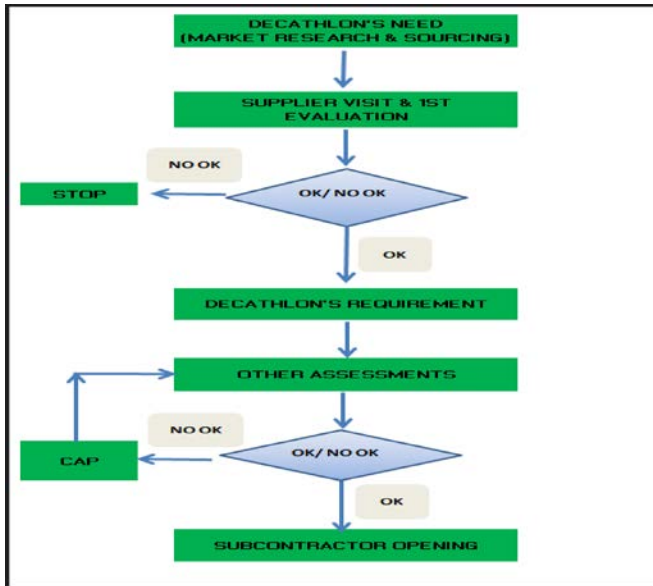 DECATHLON'S NEED
(MARKET RESEARCH & SOURCING)
SUPPLIER VISIT & 1ST
EVALUATION
NO OK
STOP
OK/ NO OK
OK
DECATHLON'S REQUIREMENT
OTHER ASSESSMENTS
NO OK
CAP
OK/ NO OK
OK
SUBCONTRACTOR OPENING